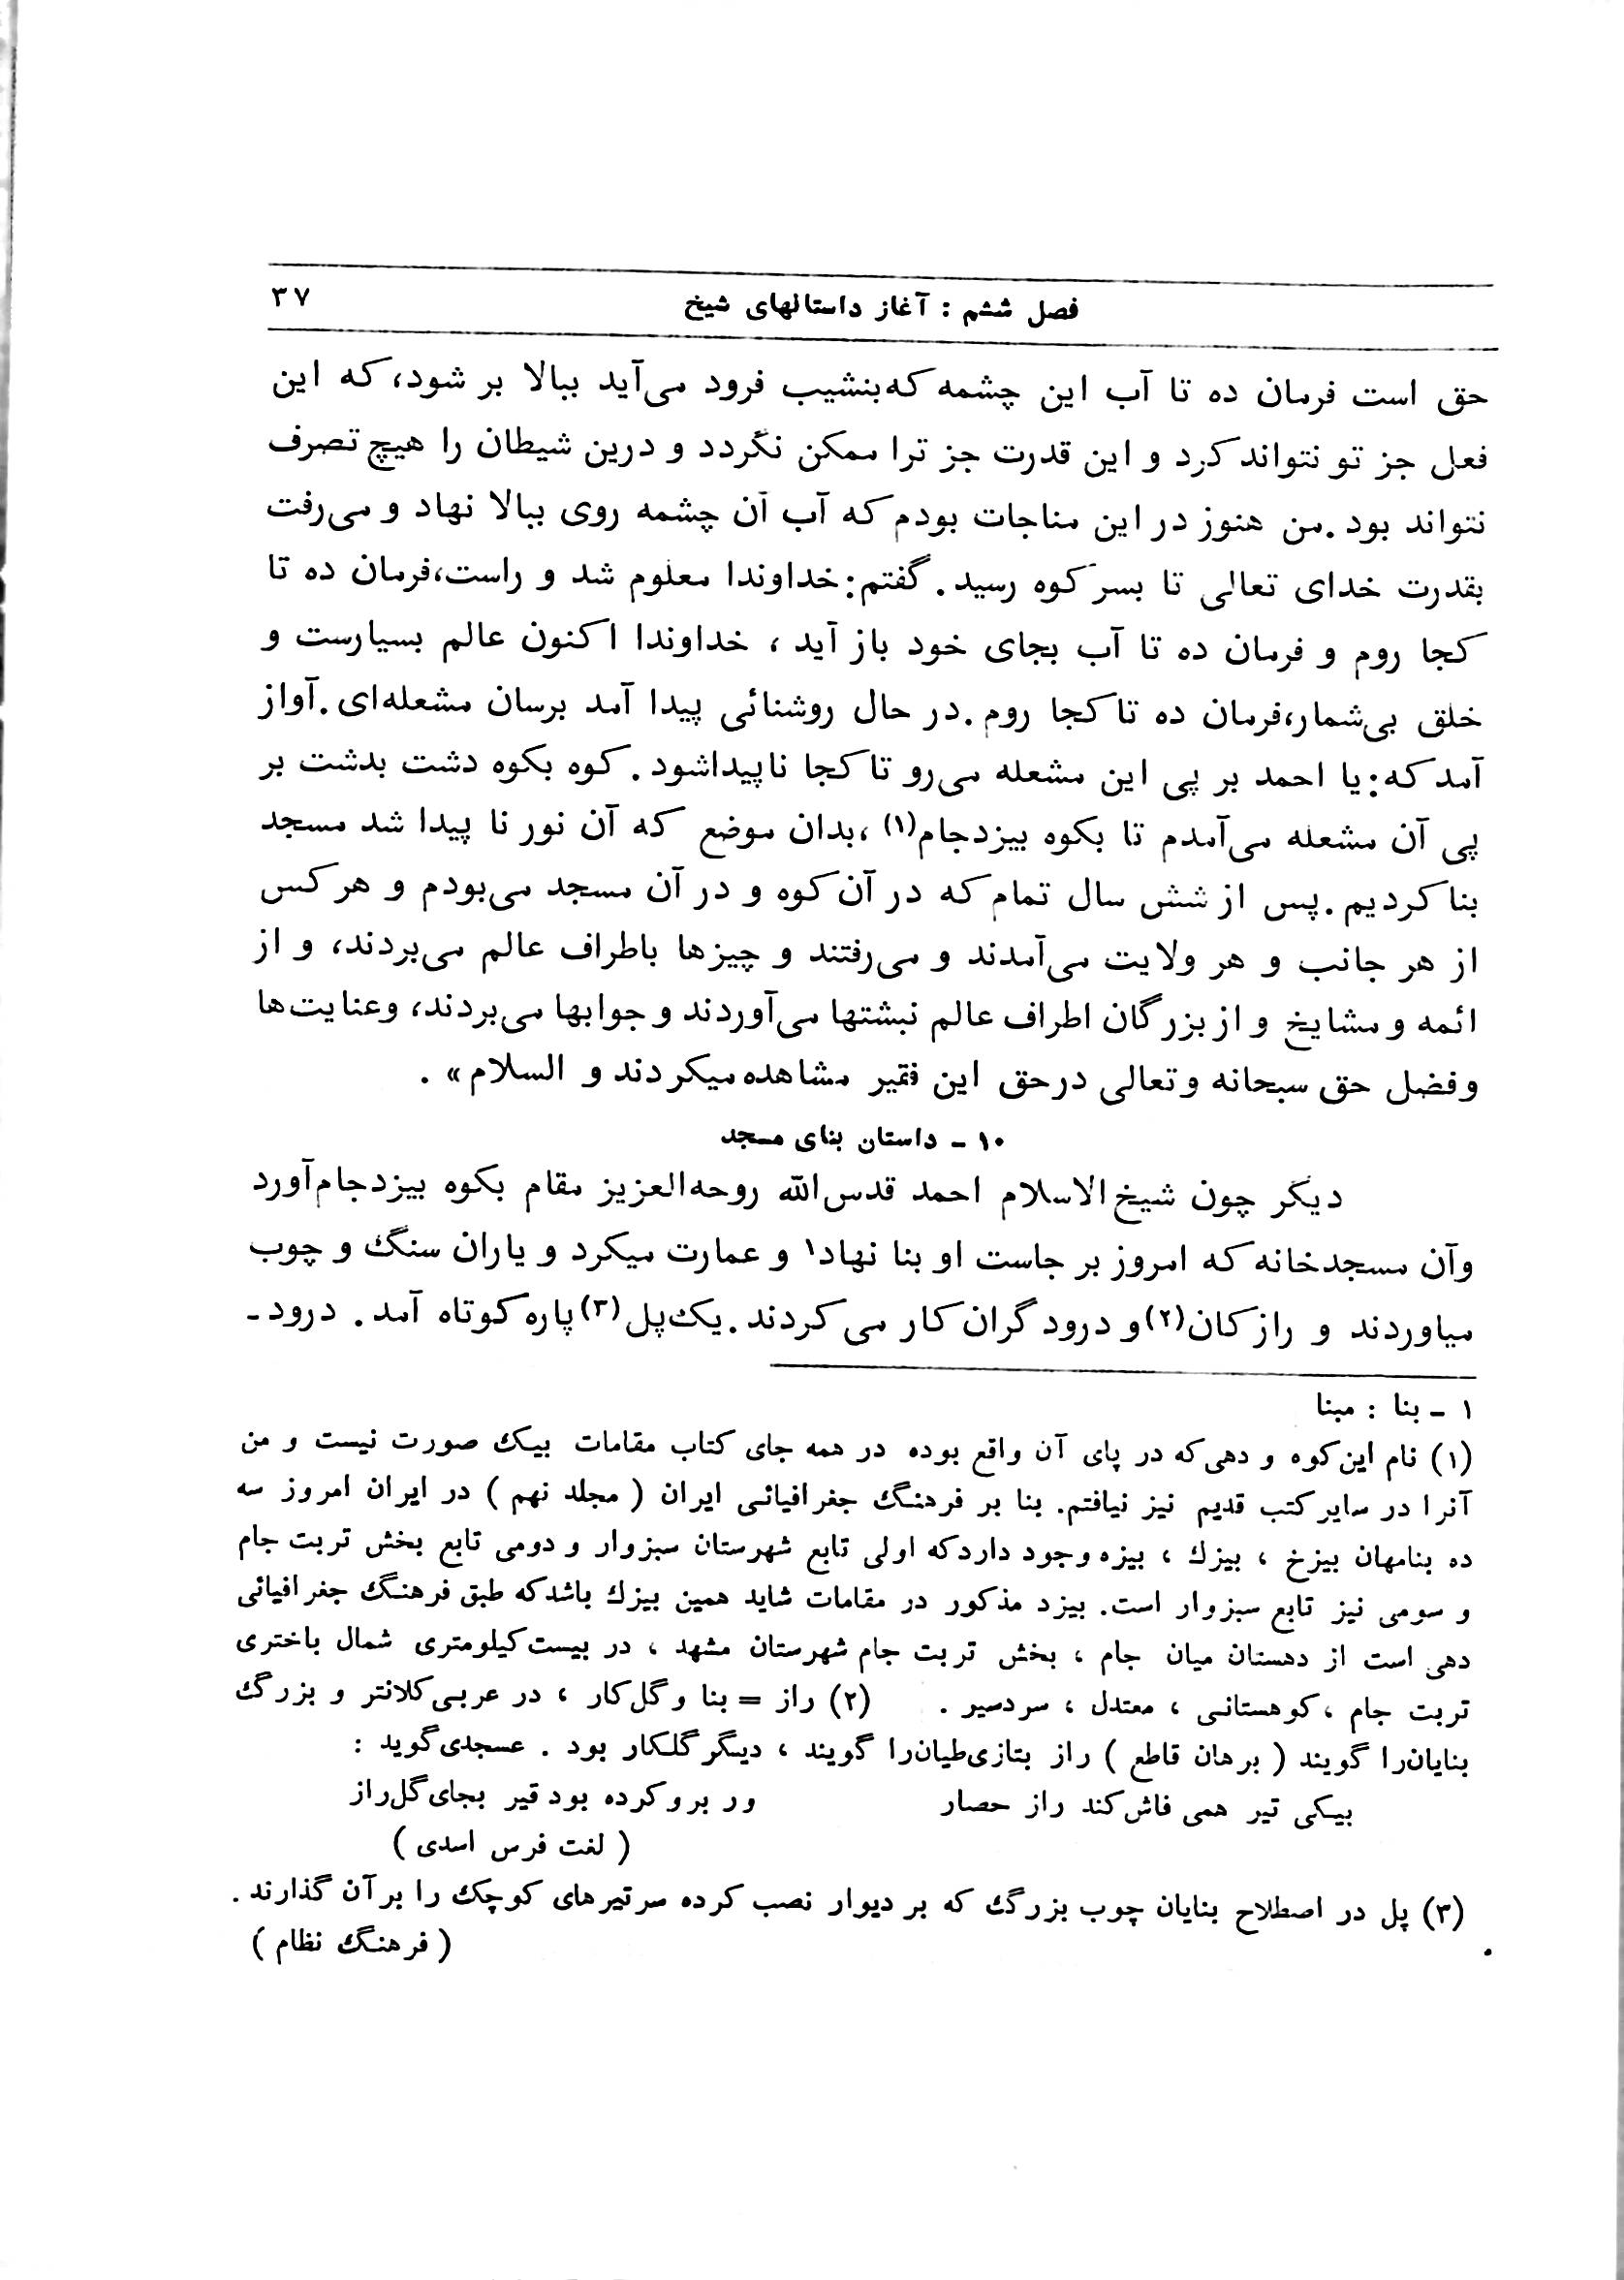 فصل ششم : آغاز داستانهای شیخ ۳۷
حق است فرمان ده تا آب این چشمه که بنشیب فرود می‌آید ببالا بر شود، که این
فعل جز تو نتواند کرد و این قدرت جز ترا ممکن نگردد و درین شیطان را هیچ تصرف
نتواند بود . من هنوز در این مناجات بودم که آب آن چشمه روی ببالا نهاد و می‌رفت
بقدرت خدای تعالی تا بسر کوه رسید . گفتم : خداوندا معلوم شد و راست، فرمان ده تا
کجا روم و فرمان ده تا آب بجای خود باز آید ، خداوندا اکنون عالم بسیارست و
خلق بی‌شمار، فرمان ده تا کجا روم . در حال روشنائی پیدا آمد برسان مشعله‌ای . آواز
آمد که : یا احمد بر پی این مشعله می‌رو تا کجا ناپیدا شود . کوه بکوه دشت بدشت بر
پی آن مشعله می‌آمدم تا بکوه بیزد جام(۱) ، بدان موضع که آن نور نا پیدا شد مسجد
بنا کردیم . پس از شش سال تمام که در آن کوه و در آن مسجد می‌بودم و هر کس
از هر جانب و هر ولایت می‌آمدند و می‌رفتند و چیزها باطراف عالم می‌بردند، و از
ائمه و مشایخ و از بزرگان اطراف عالم نبشتها می‌آوردند و جوابها می‌بردند، وعنایت‌ها
و فضل حق سبحانه و تعالی در حق این فقیر مشاهده میکردند و السلام» .
۱۰ ـ داستان بنای مسجد
دیگر چون شیخ‌الاسلام احمد قدس‌الله روحه‌العزیز مقام بکوه بیزد جام آورد
وآن مسجدخانه که امروز بر جاست او بنا نهاد۱ و عمارت میکرد و یاران سنگ و چوب
میاوردند و رازکان(۲) و درودگران کار می‌کردند . یک پل(۳) پاره کوتاه آمد . درود ـ
۱ ـ بنا : مبنا
(۱) نام این کوه و دهی که در پای آن واقع بوده در همه جای کتاب مقامات بیک صورت نیست و من
آنرا در سایر کتب قدیم نیز نیافتم. بنا بر فرهنگ جغرافیائی ایران ( مجلد نهم ) در ایران امروز سه
ده بنامهان بیزخ ، بیزك ، بیزه وجود دارد که اولی تابع شهرستان سبزوار و دومی تابع بخش تربت جام
و سومی نیز تابع سبزوار است. بیزد مذکور در مقامات شاید همین بیزك باشد که طبق فرهنگ جغرافیائی
دهی است از دهستان میان جام ، بخش تربت جام شهرستان مشهد ، در بیست کیلومتری شمال باختری
تربت جام ، کوهستانی ، معتدل ، سردسیر . (۲) راز = بنا و گل کار ، در عربی کلانتر و بزرگ
بنایان را گویند ( برهان قاطع ) راز بتازی طیان را گویند ، دیگر گلکار بود . عسجدی گوید :
بیکی تیر همی فاش کند راز حصار ور برو کرده بود قیر بجای گل راز
( لغت فرس اسدی )
(۳) پل در اصطلاح بنایان چوب بزرگ که بر دیوار نصب کرده سرتیرهای کوچک را بر آن گذارند .
( فرهنگ نظام )